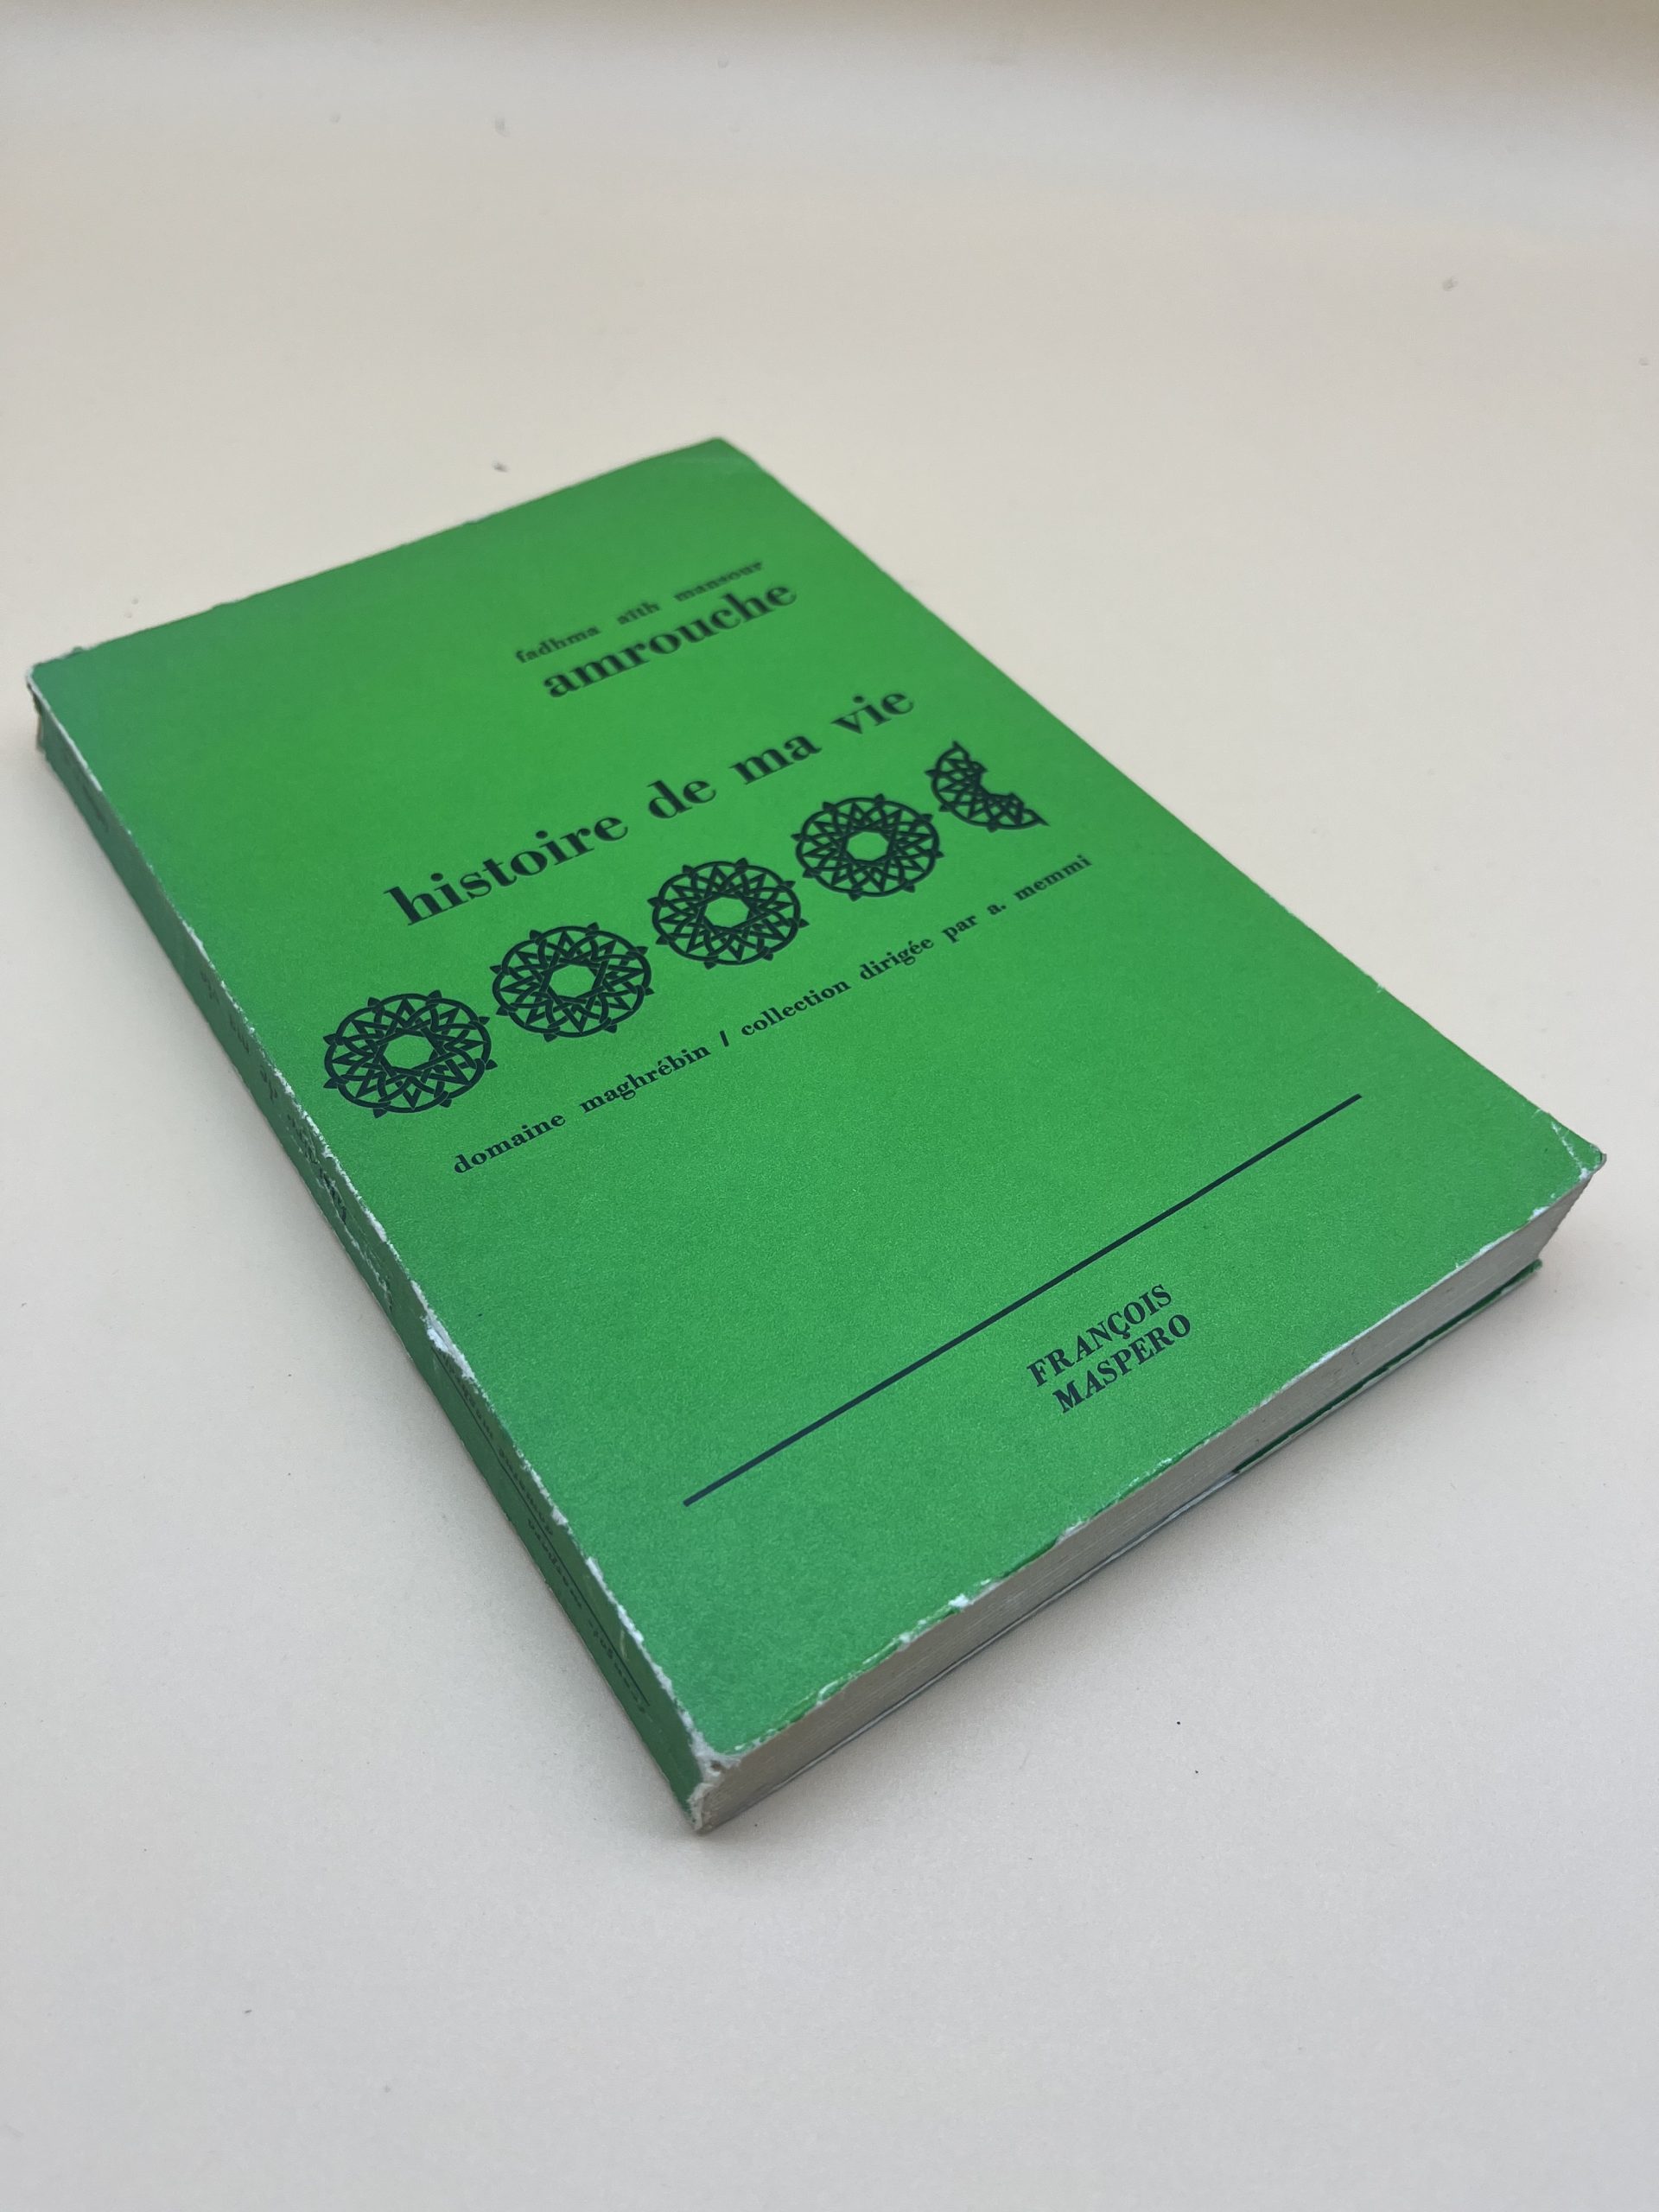 fadhma aïth mansour
amrouche
histoire de ma vie
domaine maghrébin / collection dirigée par a. memmi
FRANÇOIS
MASPERO